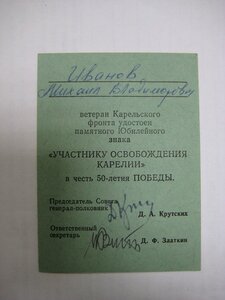 Иванов
Михаил Владимирович
ветеран Карельского
фронта удостоен
памятного Юбилейного
знака
«УЧАСТНИКУ ОСВОБОЖДЕНИЯ
КАРЕЛИИ»
в честь 50-летия ПОБЕДЫ.
Председатель Совета
генерал-полковник
Д. А. Крутских
Ответственный
секретарь
Д. Ф. Златкин